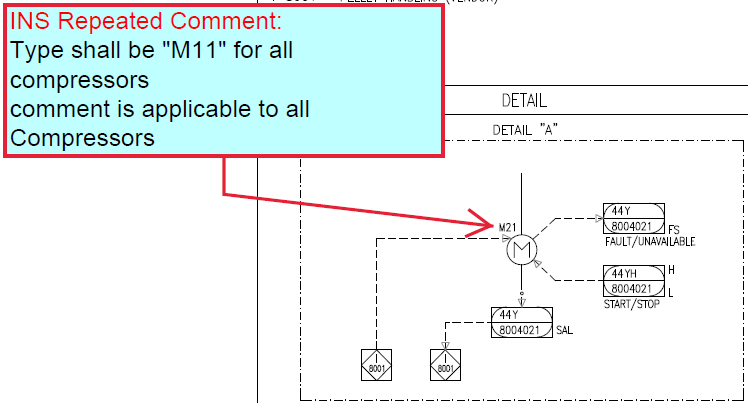 INS Repeated Comment:
Type shall be "M11" for all
compressors
comment is applicable to all
Compressors
DETAIL
DETAIL "A"
M21
M
44Y
8004021
FS
FAULT/UNAVAILABLE
44YH
8004021
H
L
START/STOP
44Y
8004021
SAL
I
8001
I
8001